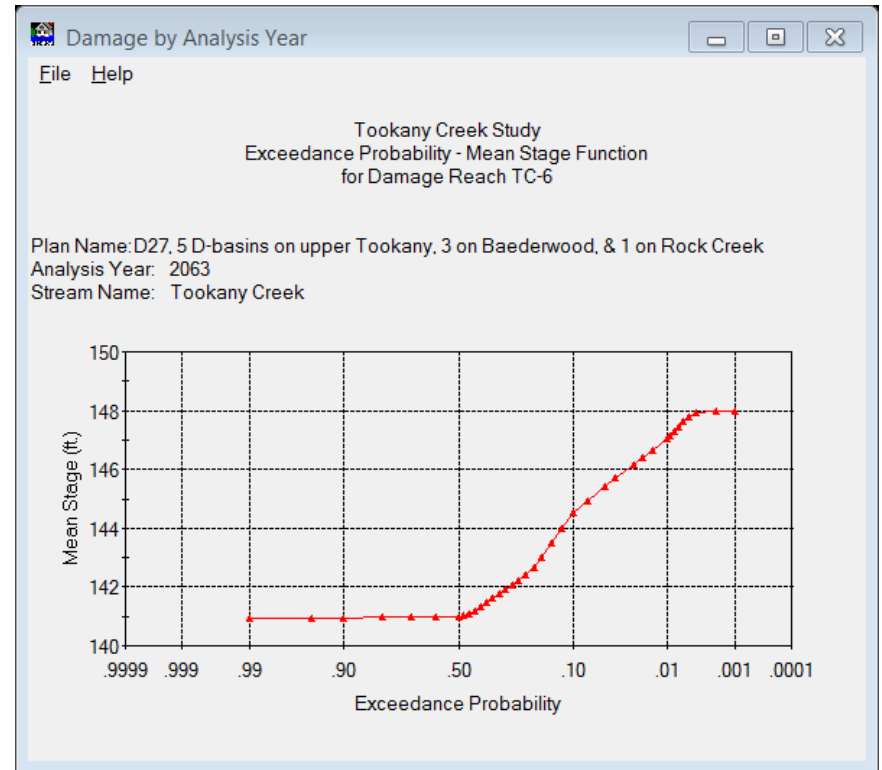 Damage by Analysis Year
File Help
Tookany Creek Study
Exceedance Probability - Mean Stage Function
for Damage Reach TC-6
Plan Name:D27, 5 D-basins on upper Tookany, 3 on Baederwood, & 1 on Rock Creek
Analysis Year: 2063
Stream Name: Tookany Creek
150
148
146
144
142
140
Mean Stage (ft.)
.9999 .999 .99 .90 .50 .10 .01 .001 .0001
Exceedance Probability